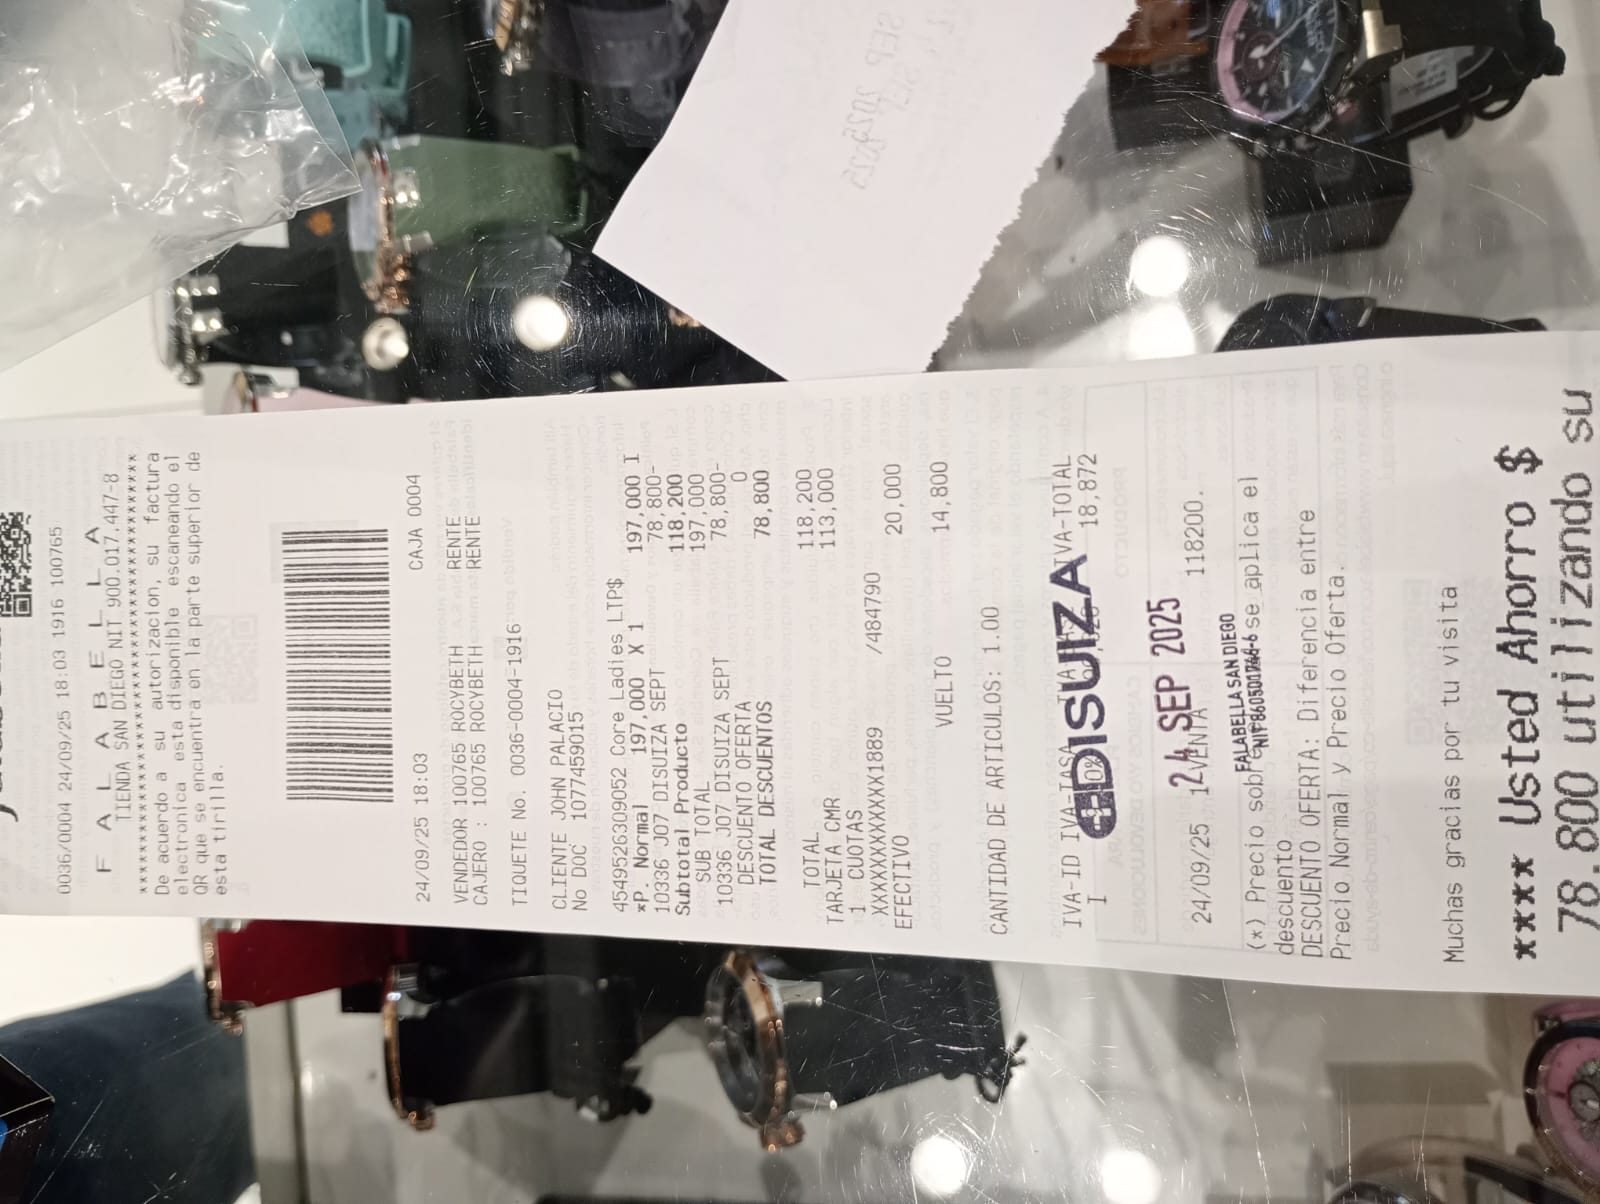 0036/0004 24/09/25 18:03 1916 100765
F A L A B E L L A
TIENDA SAN DIEGO NIT 900.017.447-8
************************************
De acuerdo a su autorizacion, su factura
electronica esta disponible escaneando el
QR que se encuentra en la parte superior de
esta tirilla.
24/09/25 18:03 CAJA 0004
VENDEDOR 100765 ROCYBETH RENTE
CAJERO : 100765 ROCYBETH RENTE
TIQUETE No. 0036-0004-1916
CLIENTE JOHN PALACIO
No DOC 1077459015
4549526309052 Core Ladies LTP$
*P. Normal 197,000 X 1 197,000 I
10336 J07 DISUIZA SEPT 78,800-
Subtotal Producto 118,200
SUB TOTAL 197,000
10336 J07 DISUIZA SEPT 78,800-
DESCUENTO OFERTA 0
TOTAL DESCUENTOS 78,800
TOTAL 118,200
TARJETA CMR 113,000
1 CUOTAS
XXXXXXXXXXXX1889 /484790
EFECTIVO 20,000
VUELTO 14,800
CANTIDAD DE ARTICULOS: 1.00
IVA-ID IVA-TASA IVA-TOTAL
I 18,872
DISUIZA
24 SEP 2025
24/09/25 1 VENTA 118200.
FALABELLA SAN DIEGO
(*) Precio sobre el se aplica el
descuento
DESCUENTO OFERTA: Diferencia entre
Precio Normal y Precio Oferta.
Muchas gracias por tu visita
**** Usted Ahorro $
78.800 utilizando su